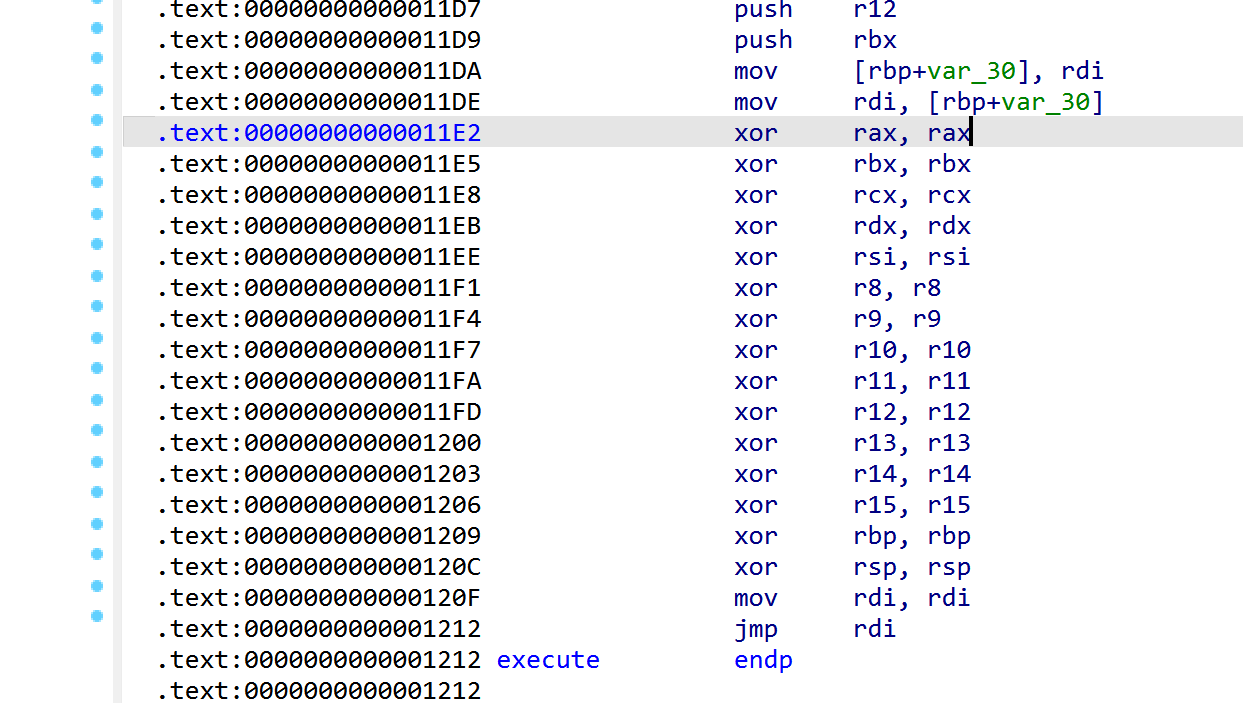 .text:00000000000011D7 push r12
.text:00000000000011D9 push rbx
.text:00000000000011DA mov [rbp+var_30], rdi
.text:00000000000011DE mov rdi, [rbp+var_30]
.text:00000000000011E2 xor rax, rax
.text:00000000000011E5 xor rbx, rbx
.text:00000000000011E8 xor rcx, rcx
.text:00000000000011EB xor rdx, rdx
.text:00000000000011EE xor rsi, rsi
.text:00000000000011F1 xor r8, r8
.text:00000000000011F4 xor r9, r9
.text:00000000000011F7 xor r10, r10
.text:00000000000011FA xor r11, r11
.text:00000000000011FD xor r12, r12
.text:0000000000001200 xor r13, r13
.text:0000000000001203 xor r14, r14
.text:0000000000001206 xor r15, r15
.text:0000000000001209 xor rbp, rbp
.text:000000000000120C xor rsp, rsp
.text:000000000000120F mov rdi, rdi
.text:0000000000001212 jmp rdi
.text:0000000000001212 execute endp
.text:0000000000001212